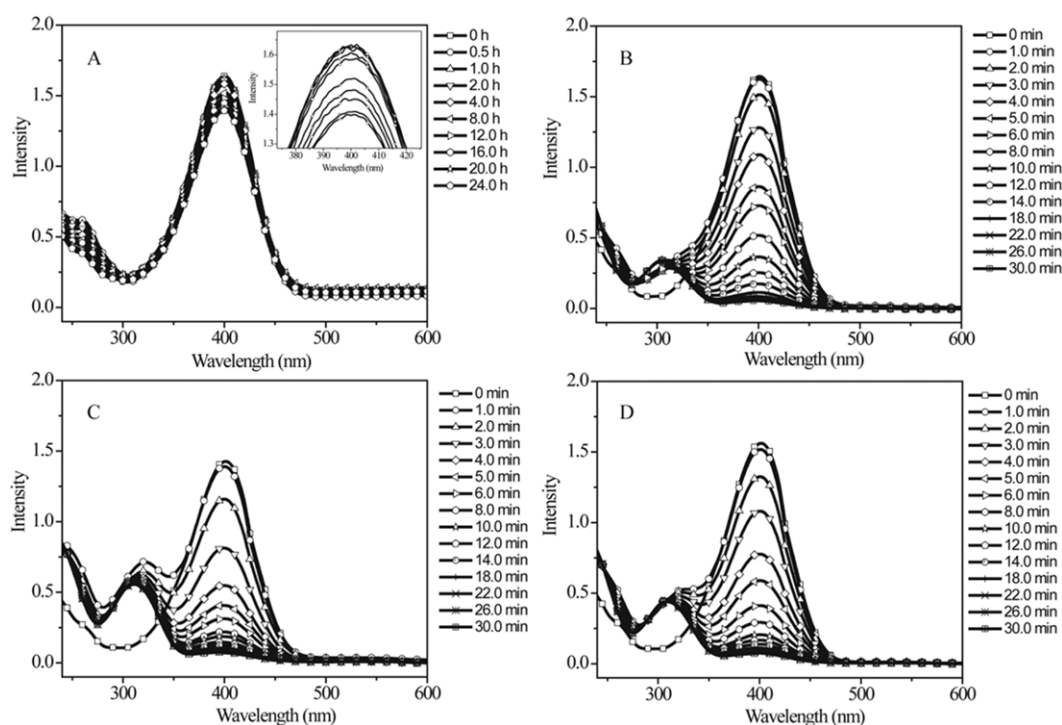 A
2.0
1.5
1.0
0.5
0.0
Intensity
300 400 500 600
Wavelength (nm)
1.6
1.5
1.4
1.3
Intensity
380 390 400 410 420
Wavelength (nm)
0 h
0.5 h
1.0 h
2.0 h
4.0 h
8.0 h
12.0 h
16.0 h
20.0 h
24.0 h
B
2.0
1.5
1.0
0.5
0.0
Intensity
300 400 500 600
Wavelength (nm)
0 min
1.0 min
2.0 min
3.0 min
4.0 min
5.0 min
6.0 min
8.0 min
10.0 min
12.0 min
14.0 min
18.0 min
22.0 min
26.0 min
30.0 min
C
2.0
1.5
1.0
0.5
0.0
Intensity
300 400 500 600
Wavelength (nm)
0 min
1.0 min
2.0 min
3.0 min
4.0 min
5.0 min
6.0 min
8.0 min
10.0 min
12.0 min
14.0 min
18.0 min
22.0 min
26.0 min
30.0 min
D
2.0
1.5
1.0
0.5
0.0
Intensity
300 400 500 600
Wavelength (nm)
0 min
1.0 min
2.0 min
3.0 min
4.0 min
5.0 min
6.0 min
8.0 min
10.0 min
12.0 min
14.0 min
18.0 min
22.0 min
26.0 min
30.0 min